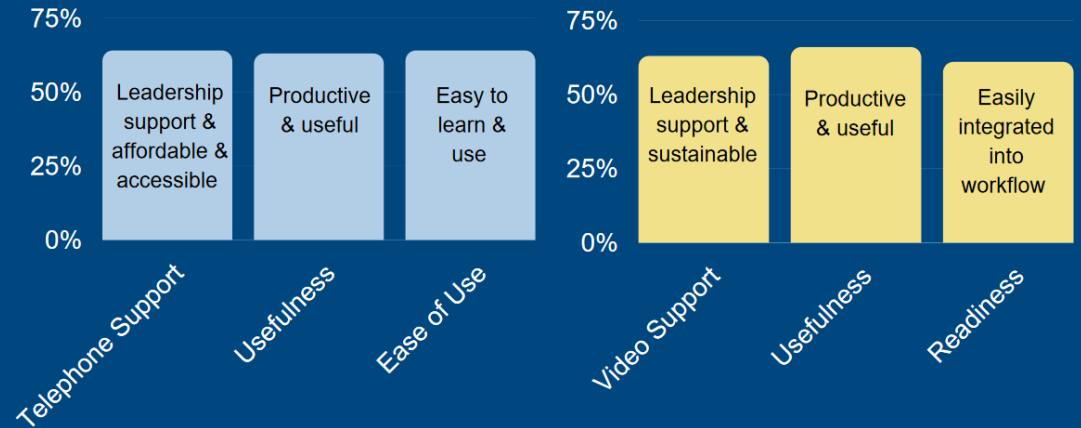 75%
50%
25%
0%
Leadership
support &
affordable &
accessible
Productive
& useful
Easy to
learn &
use
Telephone Support
Usefulness
Ease of Use
75%
50%
25%
0%
Leadership
support &
sustainable
Productive
& useful
Easily
integrated
into
workflow
Video Support
Usefulness
Readiness